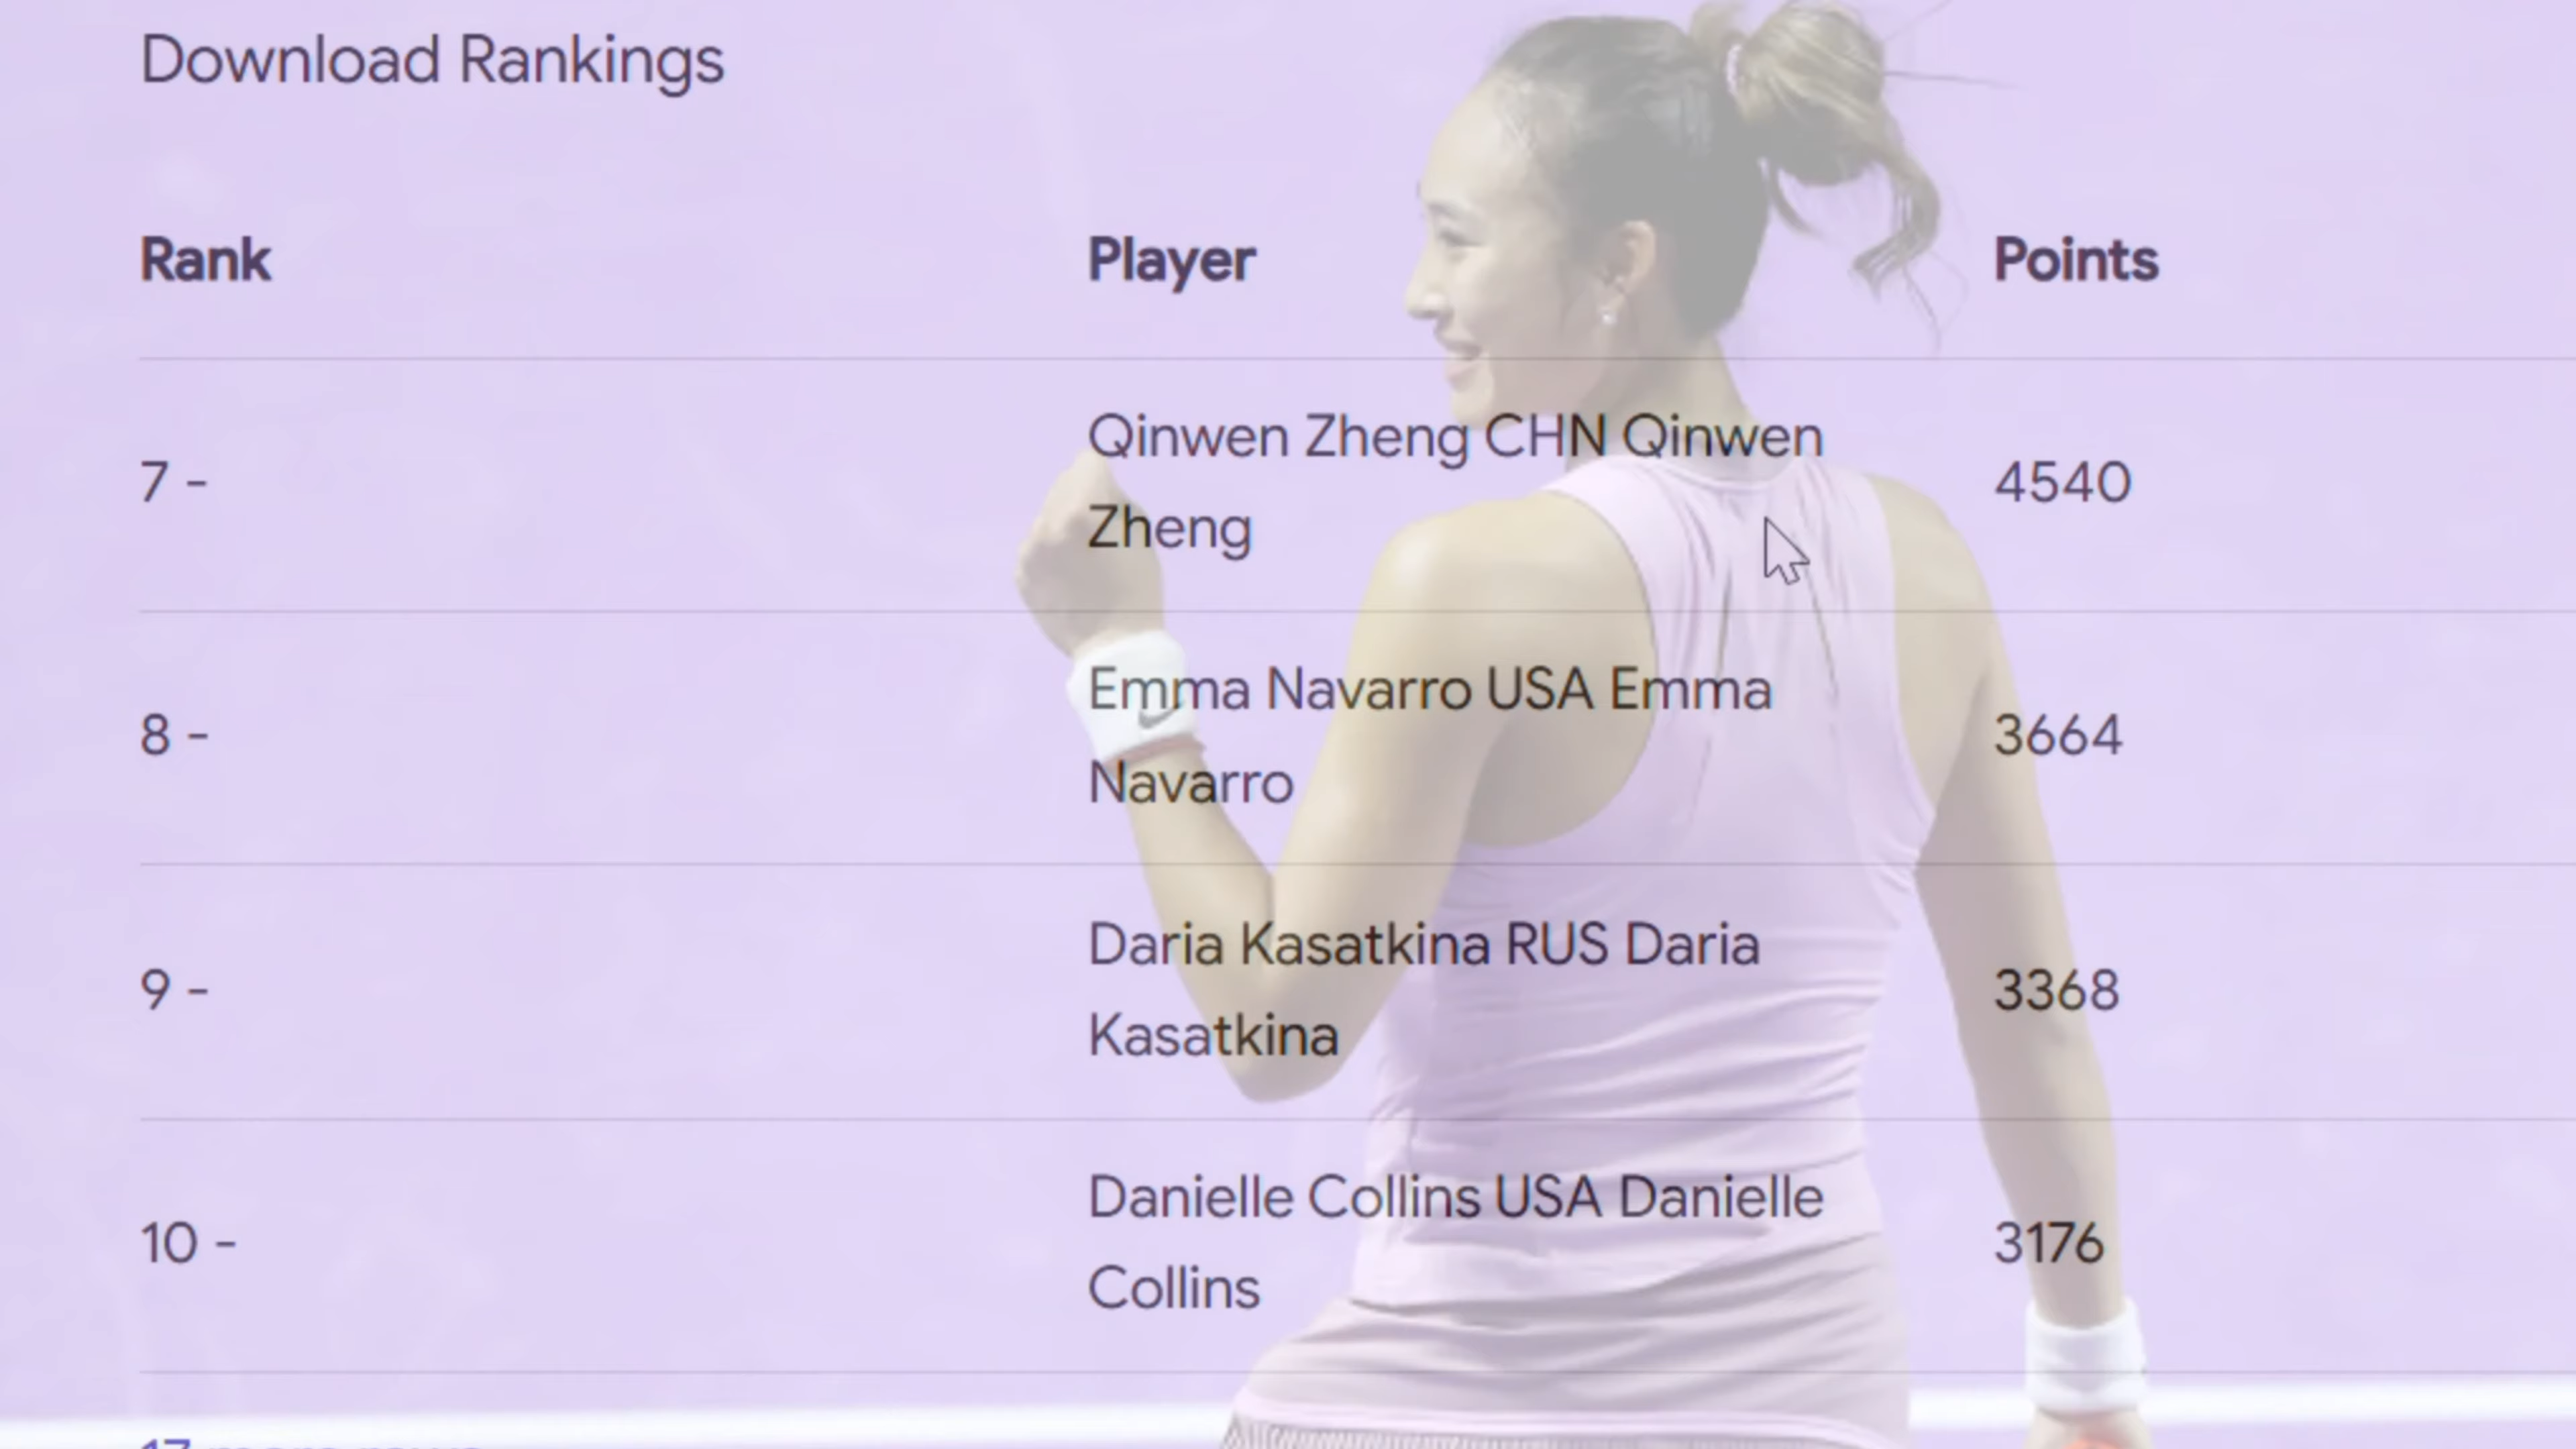 Download Rankings
Rank Player Points
7 - Qinwen Zheng CHN Qinwen Zheng 4540
8 - Emma Navarro USA Emma Navarro 3664
9 - Daria Kasatkina RUS Daria Kasatkina 3368
10 - Danielle Collins USA Danielle Collins 3176